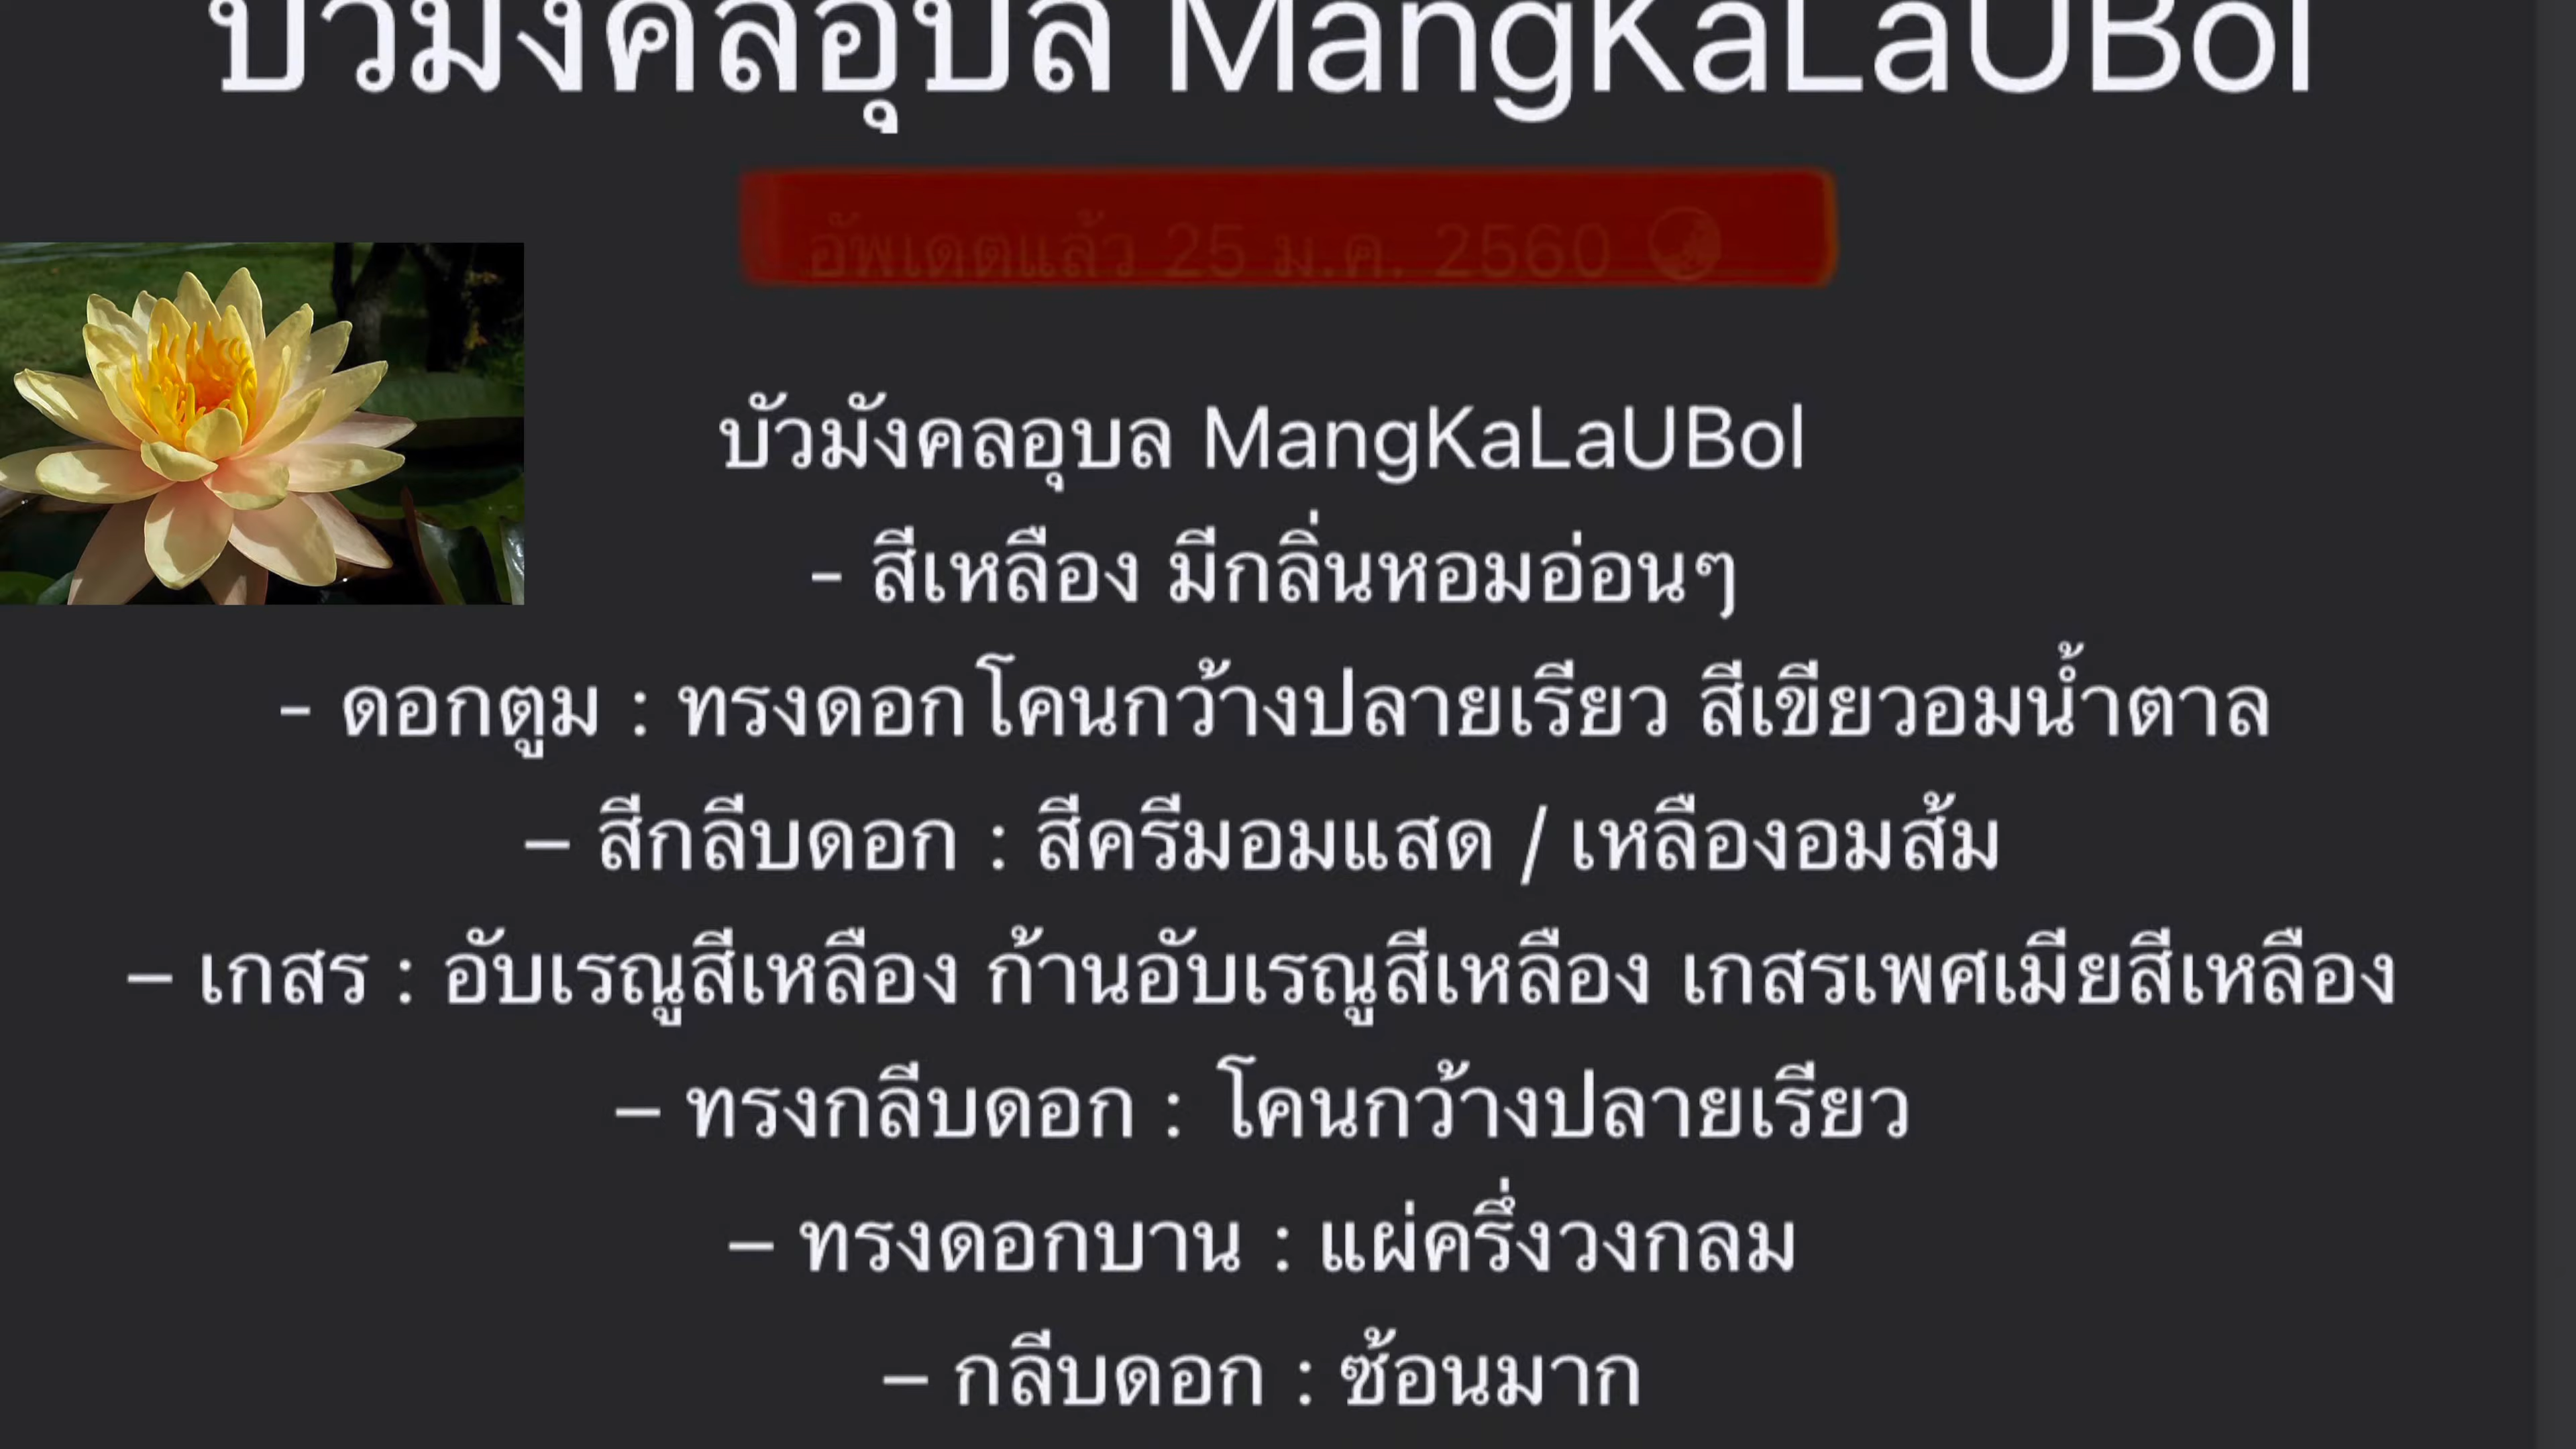 บัวมังคลอุบล MangKaLaUBol
อัพเดตแล้ว 25 ม.ค. 2560
บัวมังคลอุบล MangKaLaUBol
- สีเหลือง มีกลิ่นหอมอ่อนๆ
- ดอกตูม : ทรงดอกโคนกว้างปลายเรียว สีเขียวอมน้ำตาล
– สีกลีบดอก : สีครีมอมแสด / เหลืองอมส้ม
– เกสร : อับเรณูสีเหลือง ก้านอับเรณูสีเหลือง เกสรเพศเมียสีเหลือง
– ทรงกลีบดอก : โคนกว้างปลายเรียว
– ทรงดอกบาน : แผ่ครึ่งวงกลม
– กลีบดอก : ซ้อนมาก